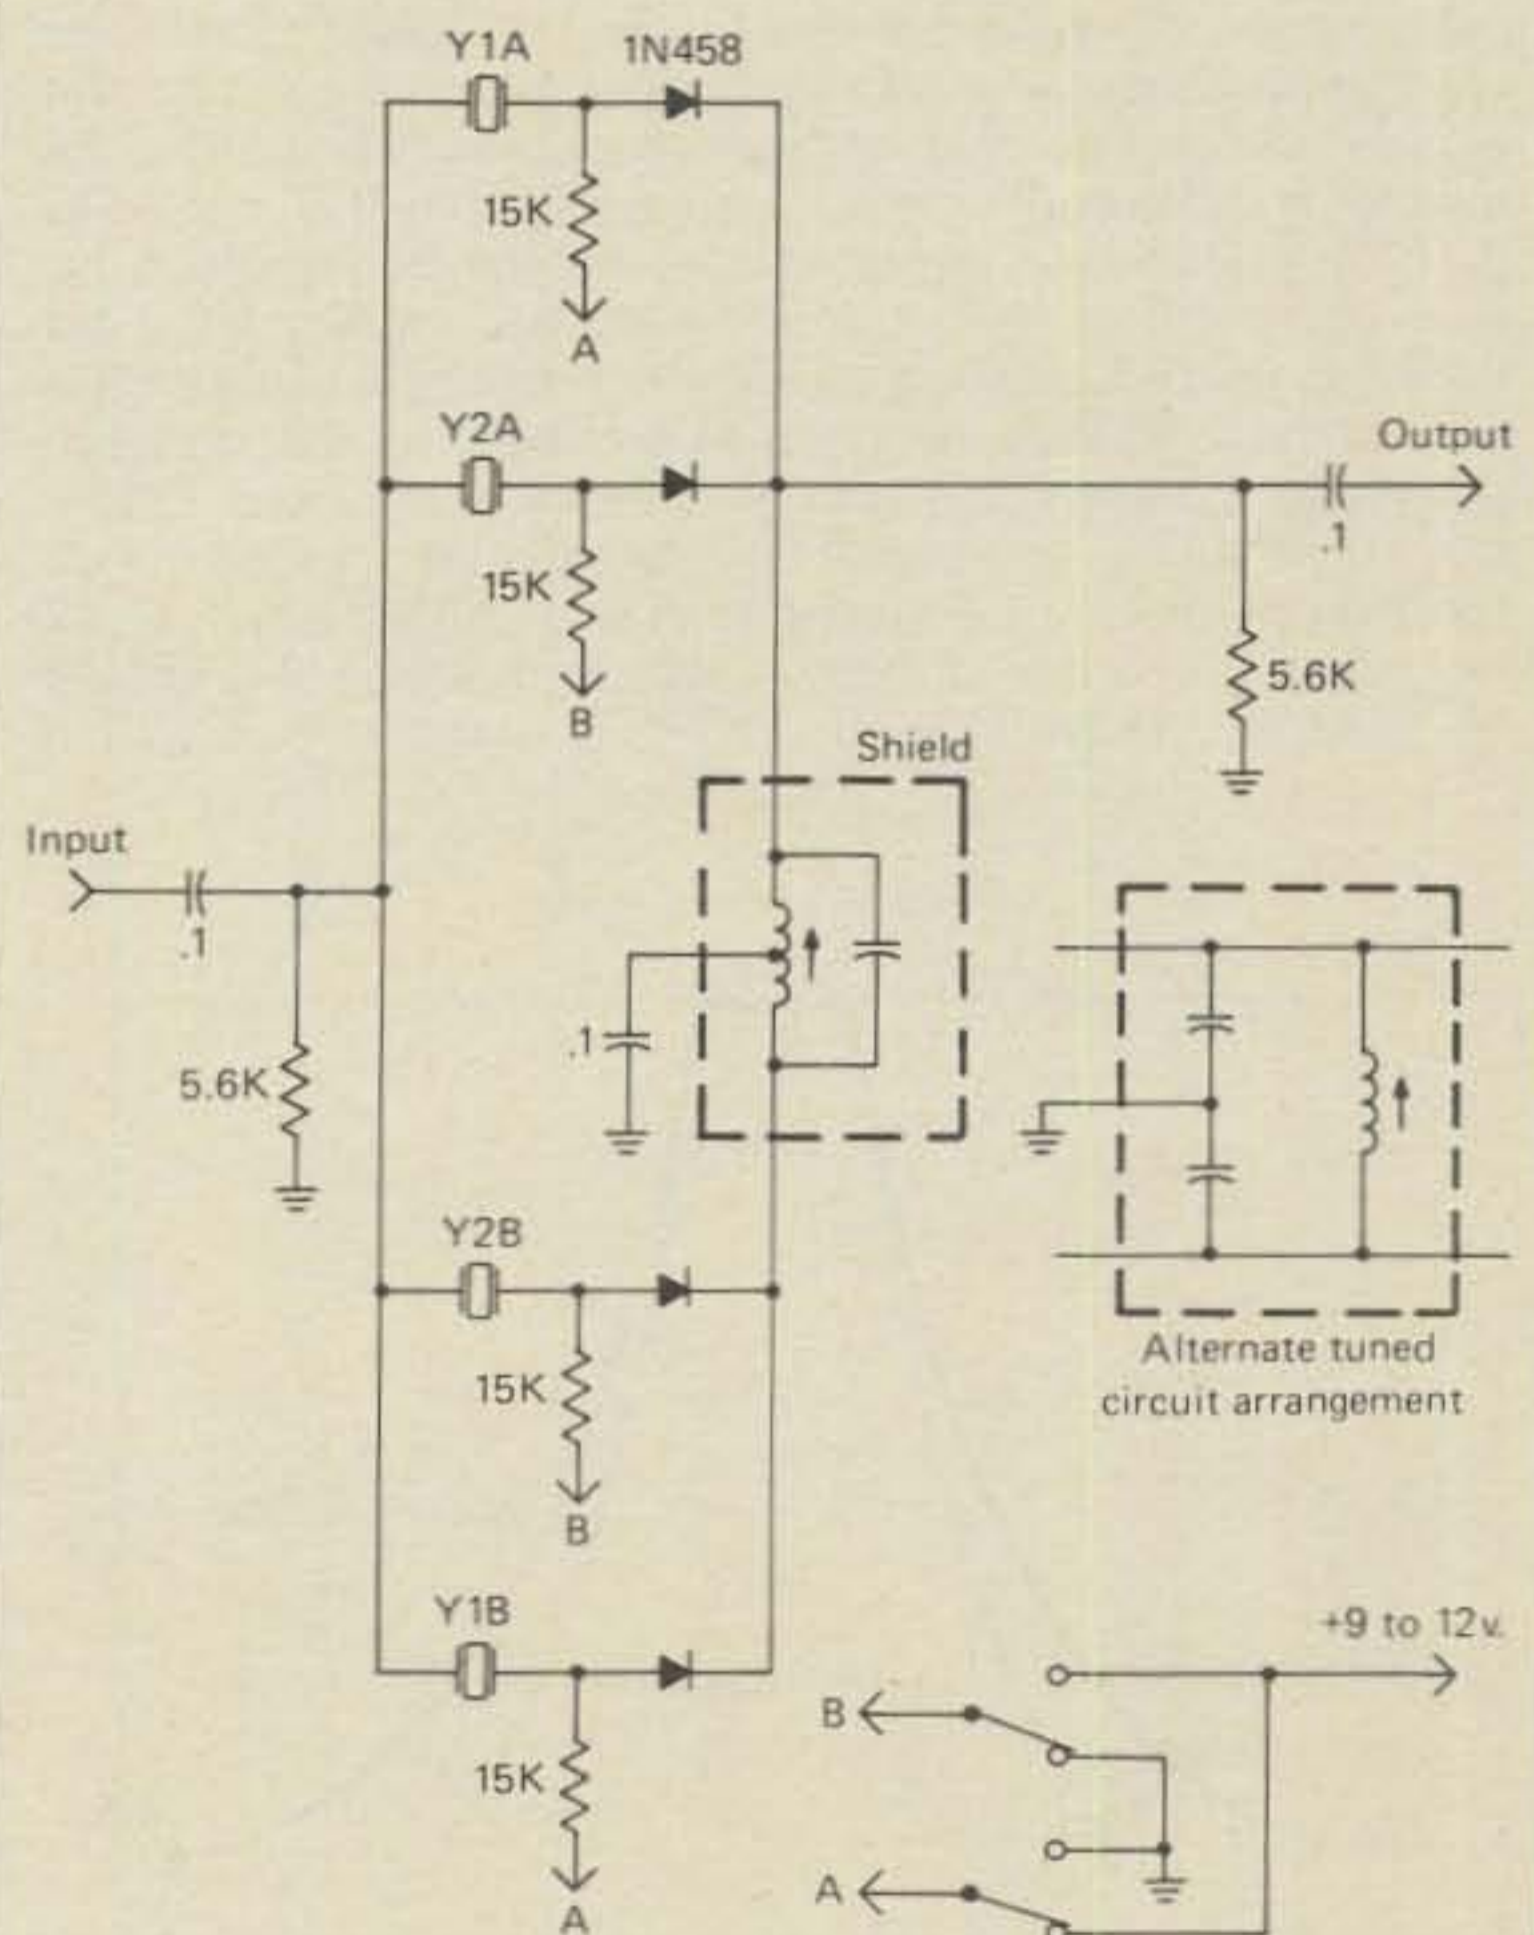 Y1A
1N458
15K
A
Y2A
Output
.1
15K
B
5.6K
Shield
Input
.1
.1
5.6K
Y2B
15K
B
Alternate tuned
circuit arrangement
Y1B
+9 to 12v.
B
15K
A
A